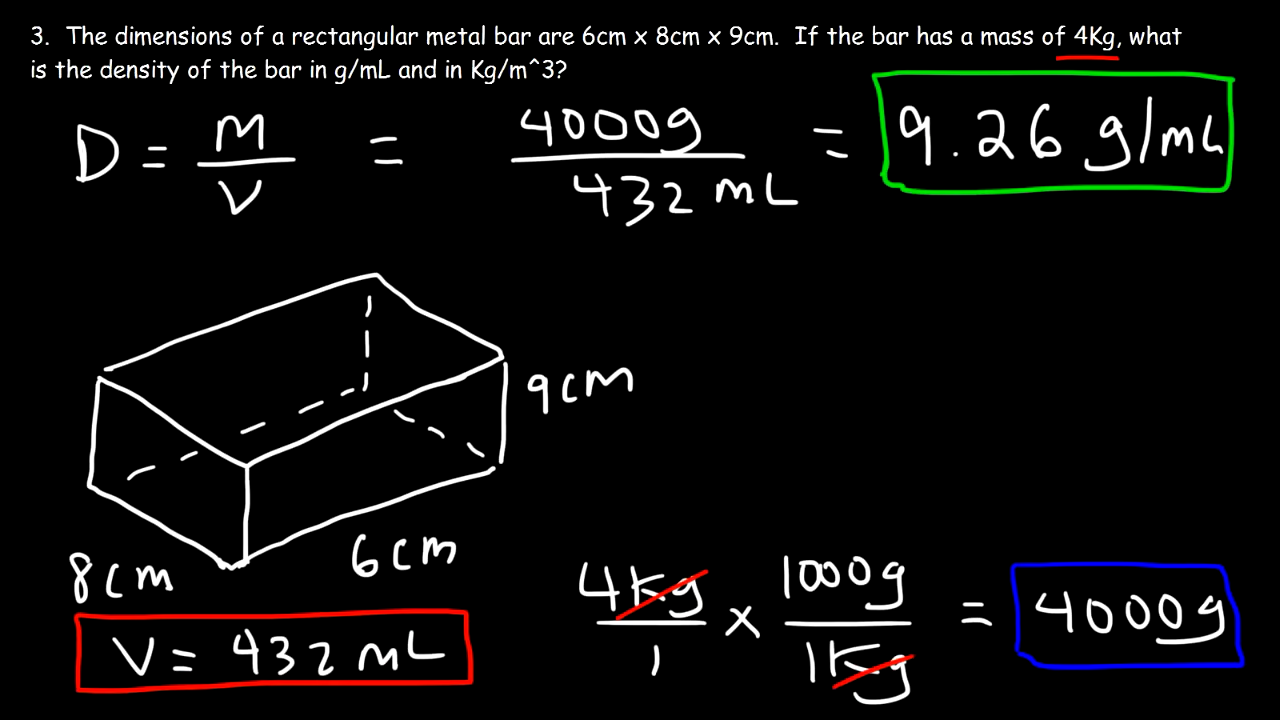 3. The dimensions of a rectangular metal bar are 6cm x 8cm x 9cm. If the bar has a mass of 4Kg, what
is the density of the bar in g/mL and in Kg/m^3?
D = M / V = 4000g / 432 mL = 9.26 g/mL
9cm
8cm
6cm
V = 432 mL
4Kg / 1 x 1000g / 1Kg = 4000g